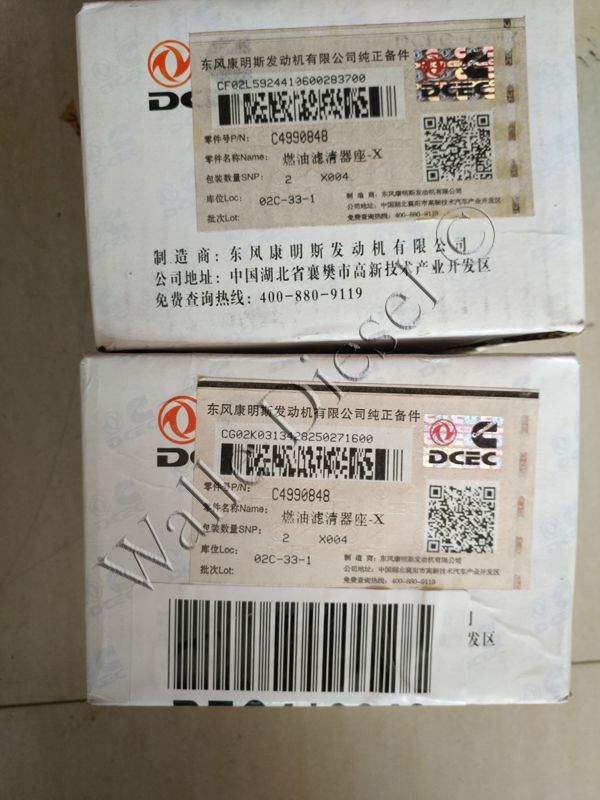 DCEC
东风康明斯发动机有限公司纯正备件
CF02L5924410600283700
DCEC
零件号P/N: C4990848
零件名称Name: 燃油滤清器座-X
包装数量SNP: 2 X004
库位Loc: 02C-33-1
批次Lot:
制 造 商: 东风康明斯发动机有限公司
公司地址: 中国湖北襄阳市高新技术汽车产业开发区
免费查询热线: 400-880-9119
制 造 商: 东风康明斯发动机有限公司
公司地址: 中国湖北省襄樊市高新技术产业开发区
免费查询热线: 400-880-9119
Wallo Diesel ©
DCEC
东风康明斯发动机有限公司纯正备件
CG02K0313428250271600
DCEC
零件号P/N: C4990848
零件名称Name: 燃油滤清器座-X
包装数量SNP: 2 X004
库位Loc: 02C-33-1
批次Lot:
制 造 商: 东风康明斯发动机有限公司
公司地址: 中国湖北襄阳市高新技术汽车产业开发区
免费查询热线: 400-880-9119
司
发区